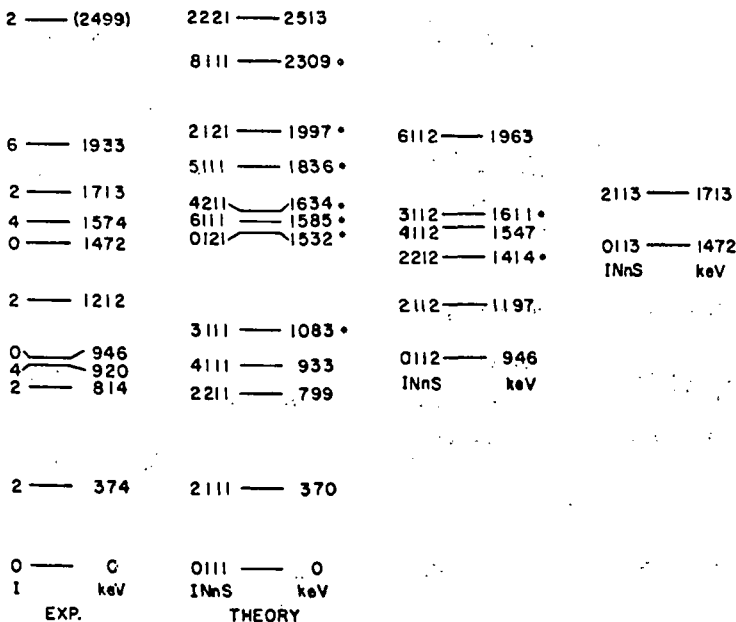 2 (2499)
6 1933
2 1713
4 1574
0 1472
2 1212
0 946
4 920
2 814
2 374
0 0
I keV
EXP.
2221 2513
8111 2309 •
2121 1997 •
5111 1836 •
4211 1634 •
6111 1585 •
0121 1532 •
3111 1083 •
4111 933
2211 799
2111 370
0111 0
INnS keV
THEORY
6112 1963
3112 1611 •
4112 1547
2212 1414 •
2112 1197
0112 946
INnS keV
2113 1713
0113 1472
INnS keV